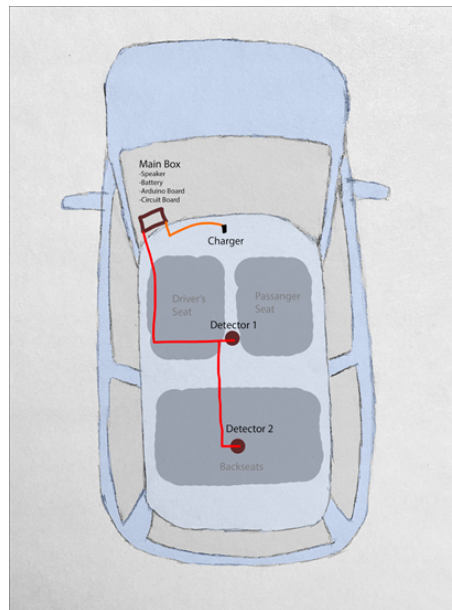 Main Box
-Speaker
-Battery
-Arduino Board
-Circuit Board
Charger
Driver's
Seat
Passanger
Seat
Detector 1
Detector 2
Backseats